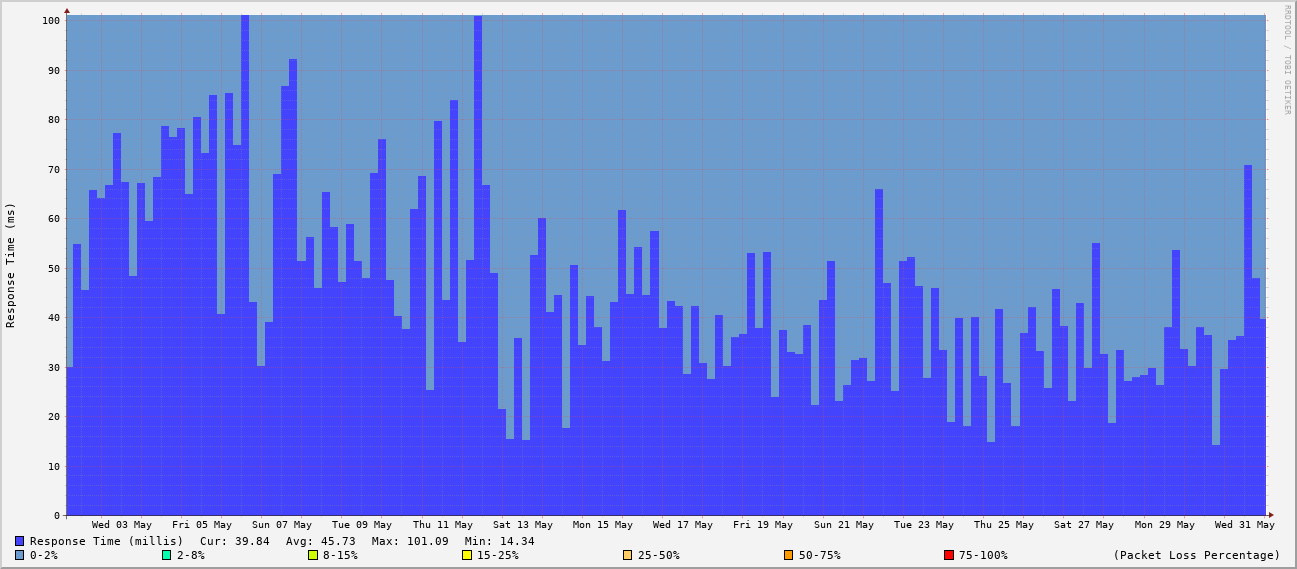 RRDTOOL / TOBI OETIKER
Response Time (ms)
100
90
80
70
60
50
40
30
20
10
0
Wed 03 May Fri 05 May Sun 07 May Tue 09 May Thu 11 May Sat 13 May Mon 15 May Wed 17 May Fri 19 May Sun 21 May Tue 23 May Thu 25 May Sat 27 May Mon 29 May Wed 31 May
Response Time (millis) Cur: 39.84 Avg: 45.73 Max: 101.09 Min: 14.34
0-2% 2-8% 8-15% 15-25% 25-50% 50-75% 75-100% (Packet Loss Percentage)